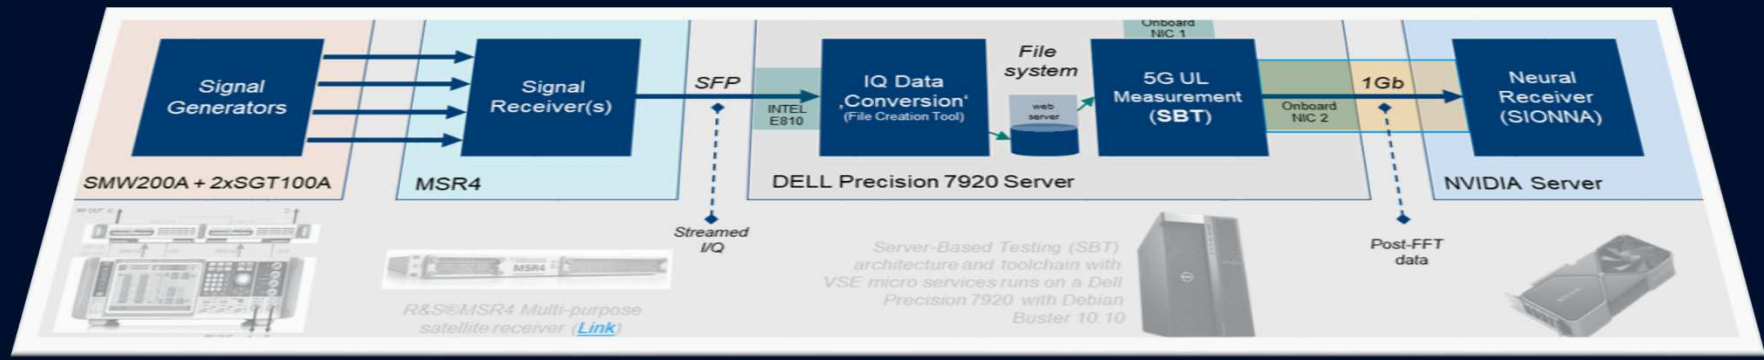 Signal
Generators
SMW200A + 2xSGT100A
Signal
Receiver(s)
MSR4
SFP
Streamed
I/Q
INTEL
E810
IQ Data
‚Conversion‘
(File Creation Tool)
File
system
web
server
Onboard
NIC 1
5G UL
Measurement
(SBT)
DELL Precision 7920 Server
Onboard
NIC 2
1Gb
Post-FFT
data
Neural
Receiver
(SIONNA)
NVIDIA Server
MSR4
R&S®MSR4 Multi-purpose
satellite receiver (Link)
Server-Based Testing (SBT)
architecture and toolchain with
VSE micro services runs on a Dell
Precision 7920 with Debian
Buster 10.10